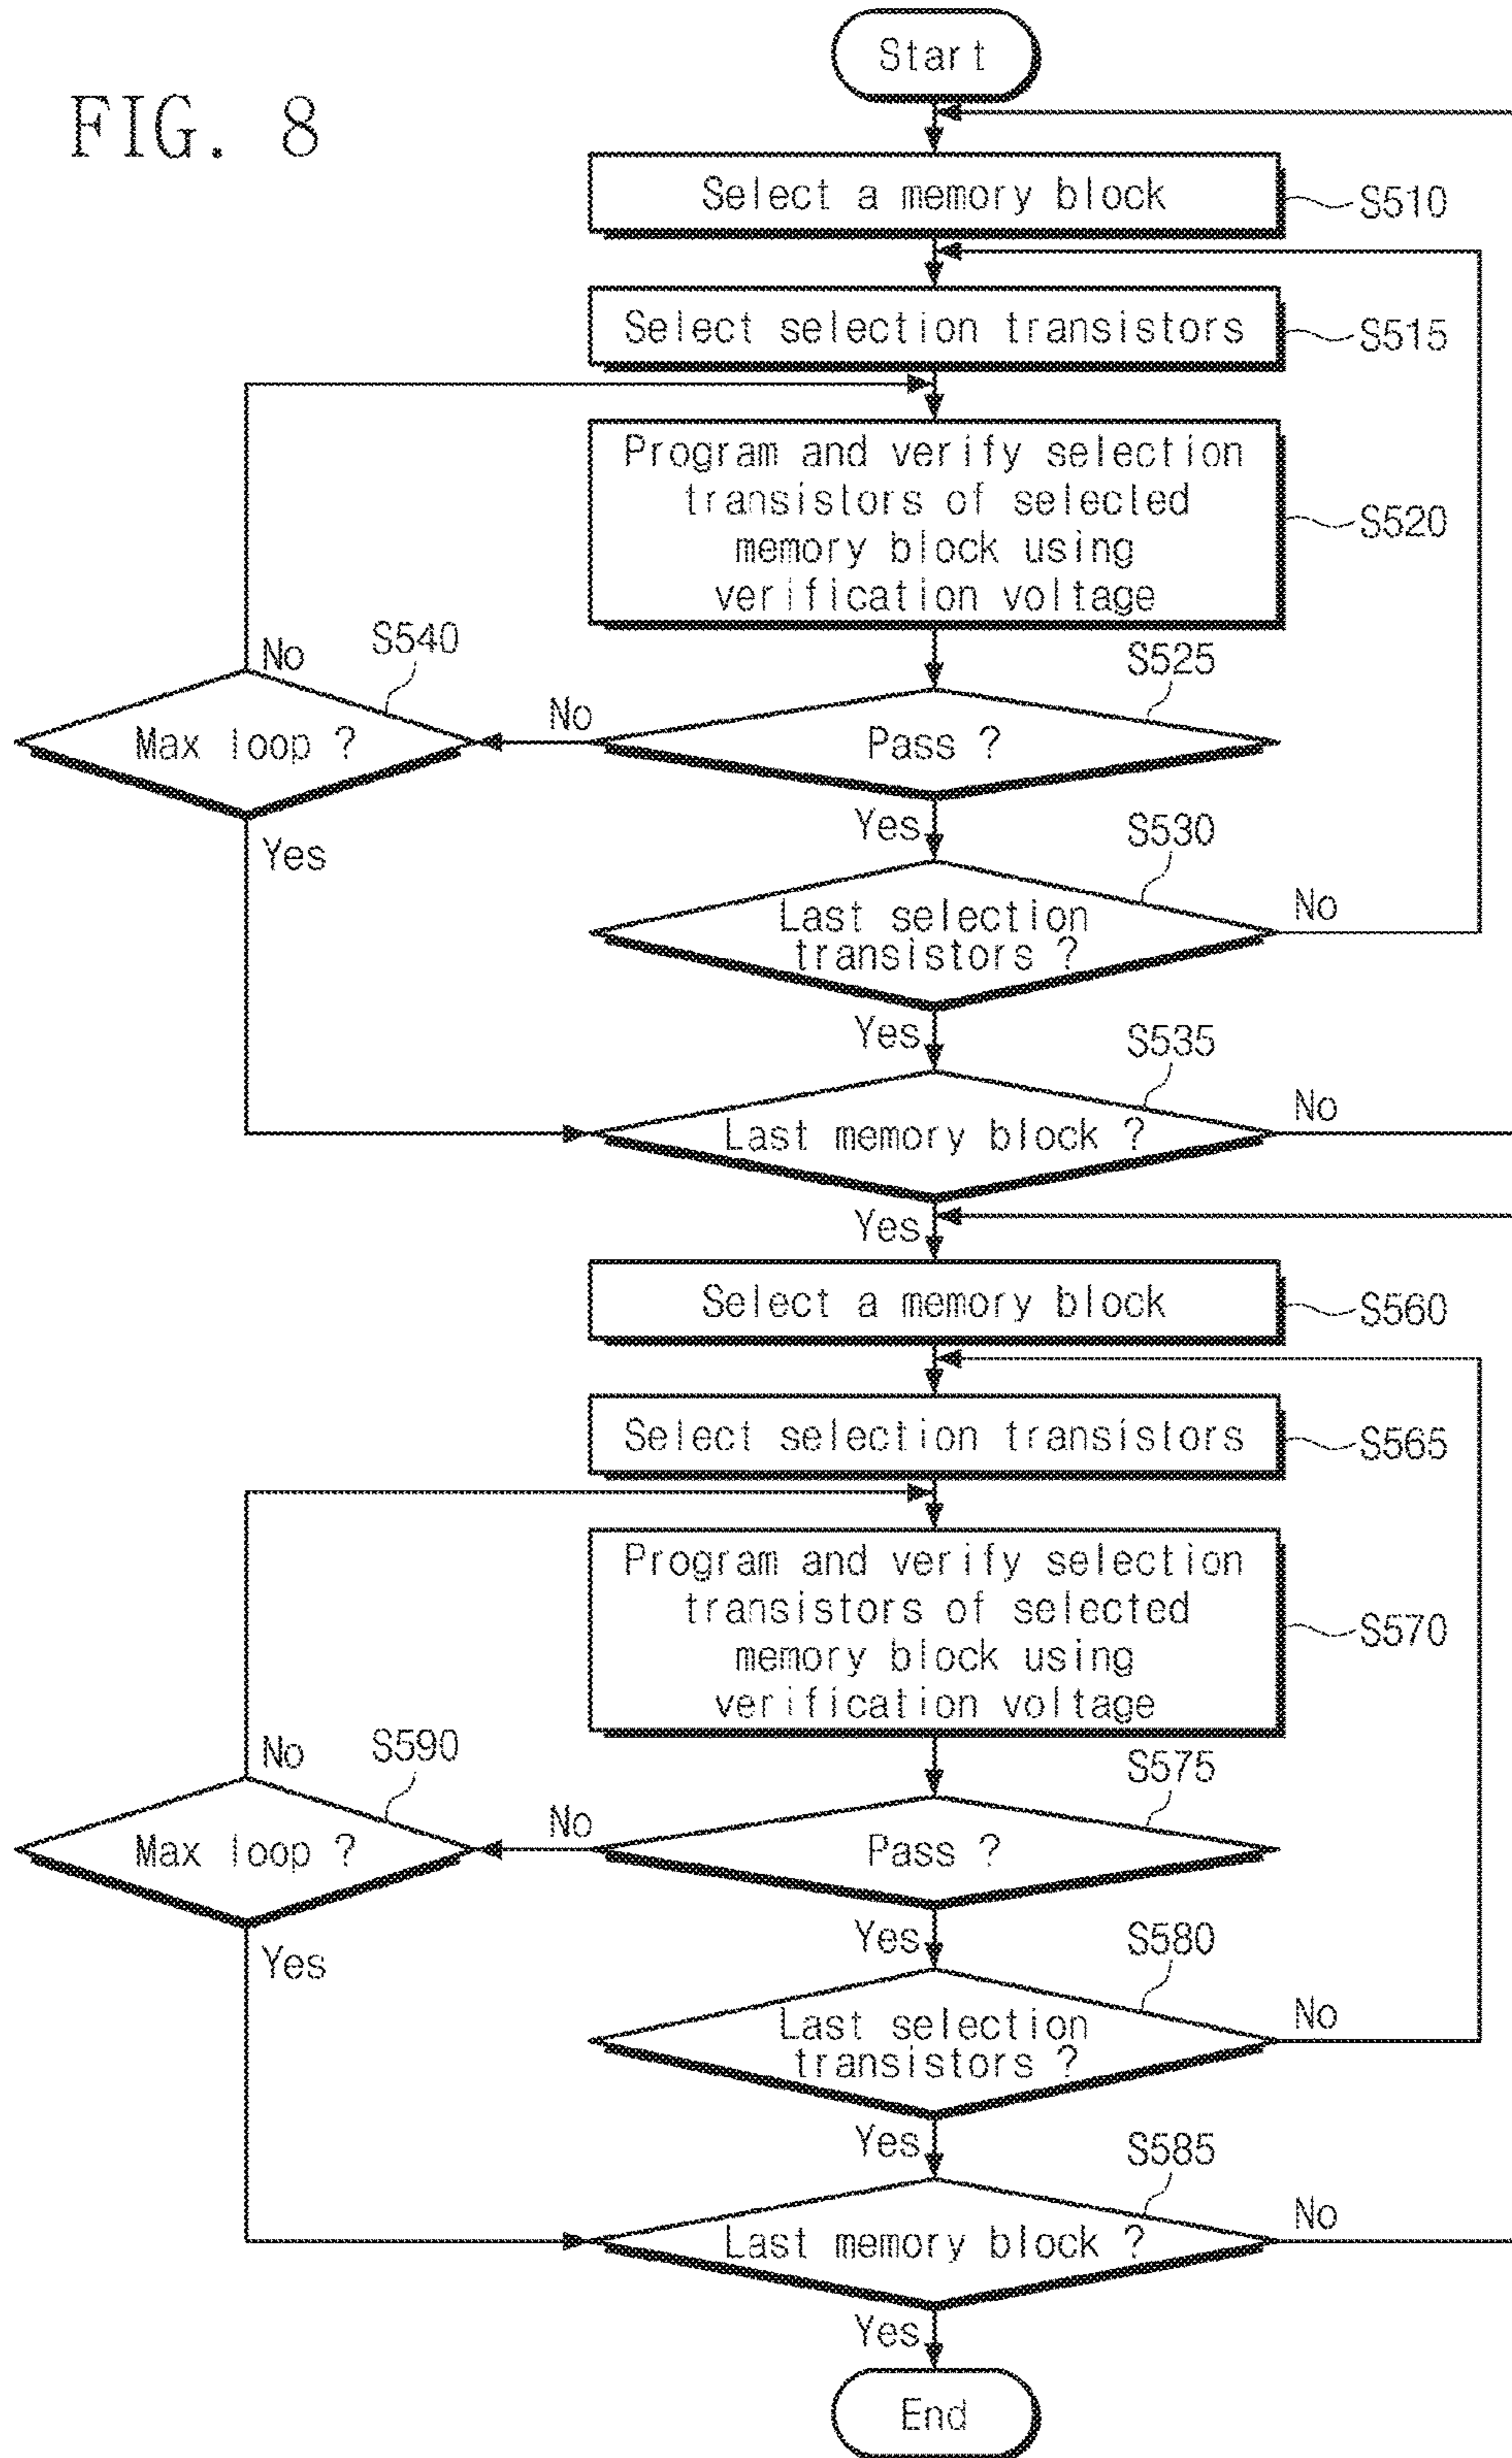 FIG. 8
Start
Select a memory block
S510
Select selection transistors
S515
Program and verify selection
transistors of selected
memory block using
verification voltage
S520
S525
Pass ?
No
Yes
S540
Max loop ?
No
Yes
S530
Last selection
transistors ?
No
Yes
S535
Last memory block ?
No
Yes
Select a memory block
S560
Select selection transistors
S565
Program and verify selection
transistors of selected
memory block using
verification voltage
S570
S575
Pass ?
No
Yes
S590
Max loop ?
No
Yes
S580
Last selection
transistors ?
No
Yes
S585
Last memory block ?
No
Yes
End